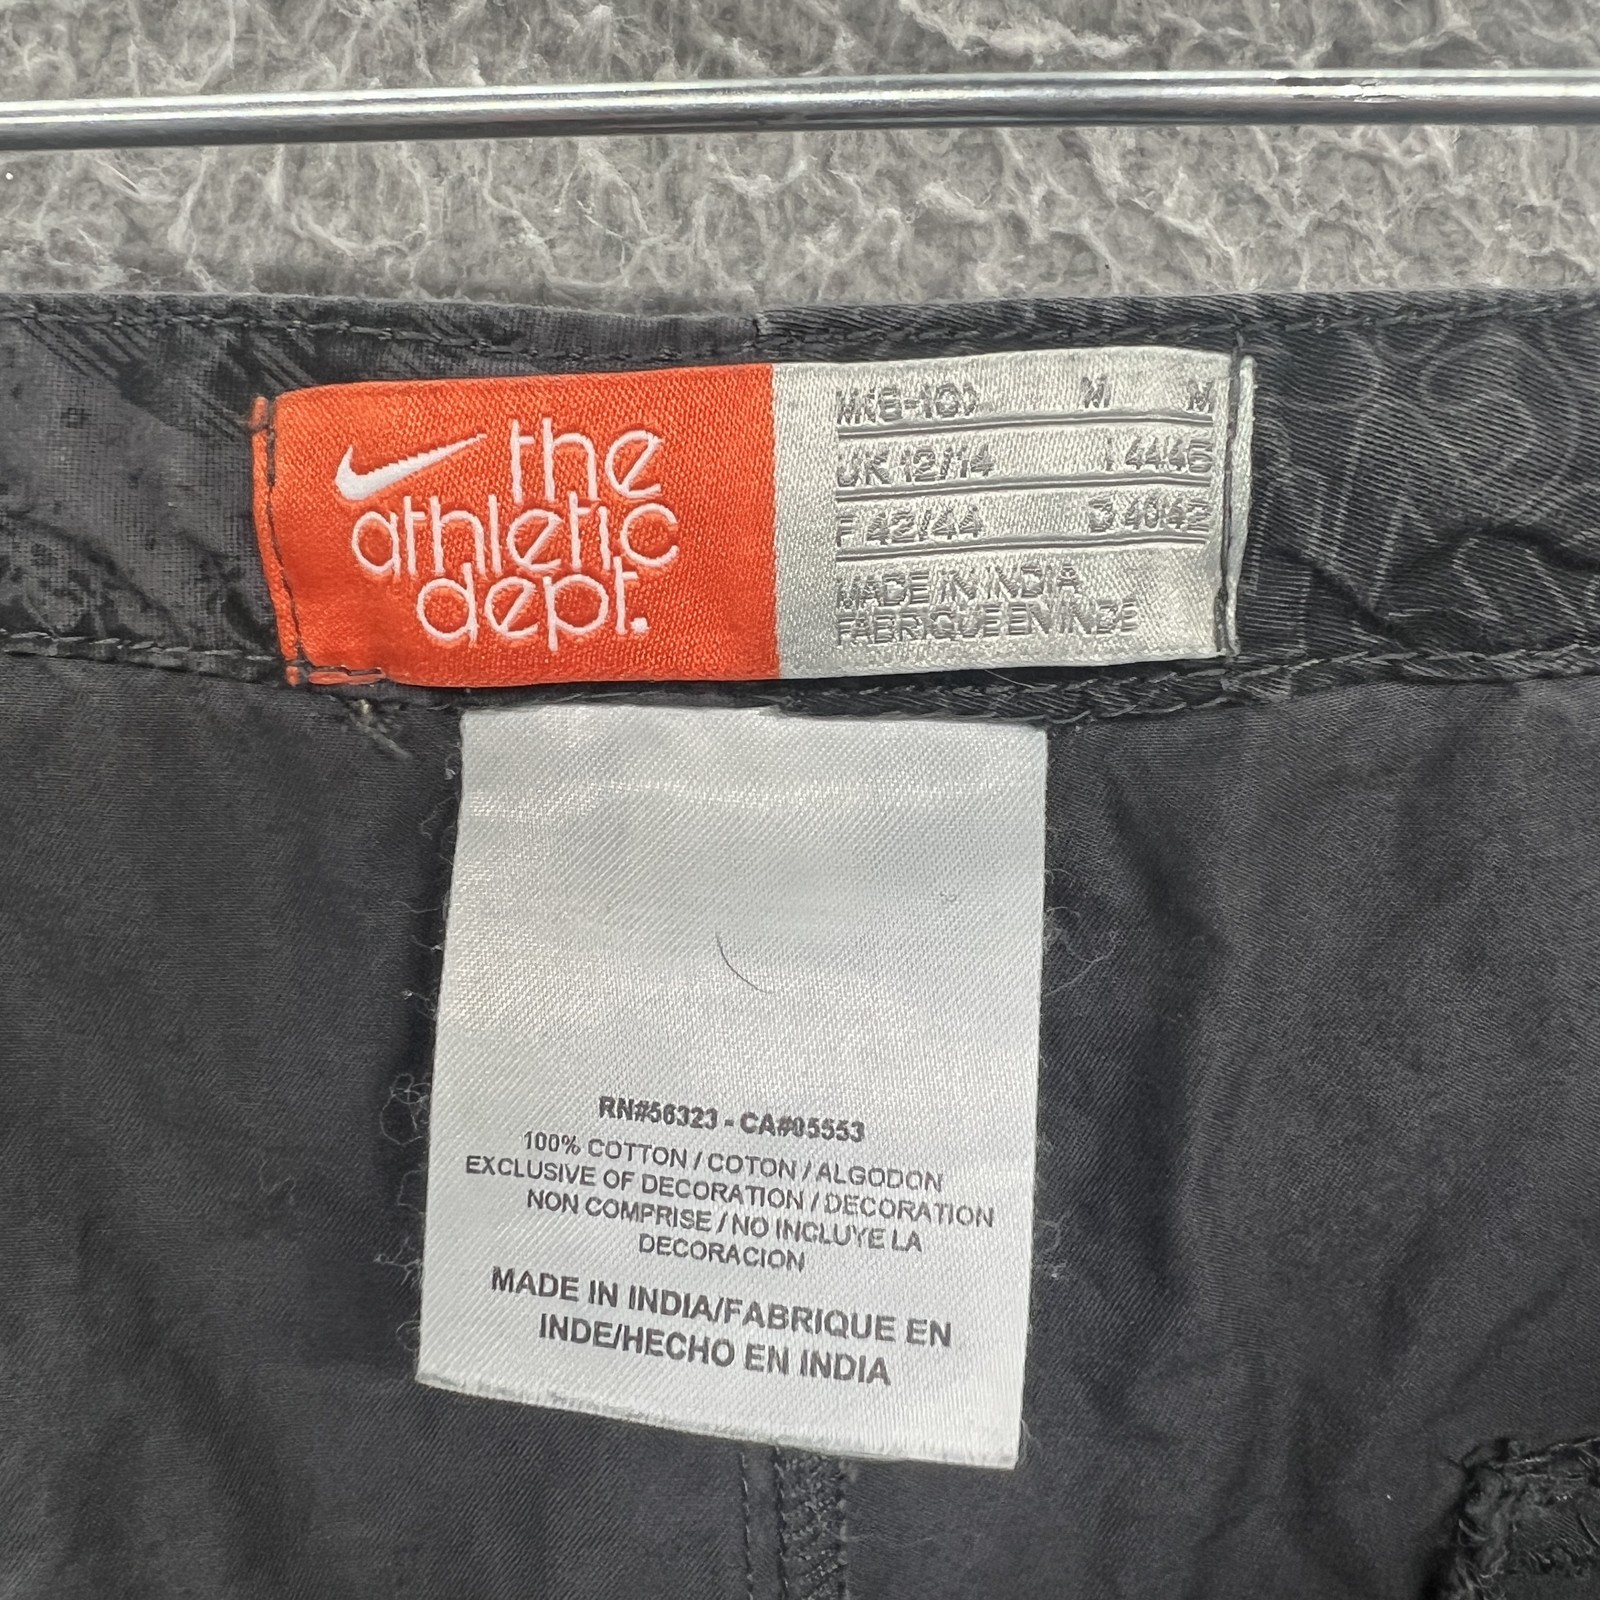 the
athletic
dept.
M(8-10) M M
UK 12/14 I 44/46
F 42/44 D 40/42
MADE IN INDIA
FABRIQUE EN INDE
RN#56323 - CA#05553
100% COTTON / COTON / ALGODON
EXCLUSIVE OF DECORATION / DECORATION
NON COMPRISE / NO INCLUYE LA
DECORACION
MADE IN INDIA/FABRIQUE EN
INDE/HECHO EN INDIA